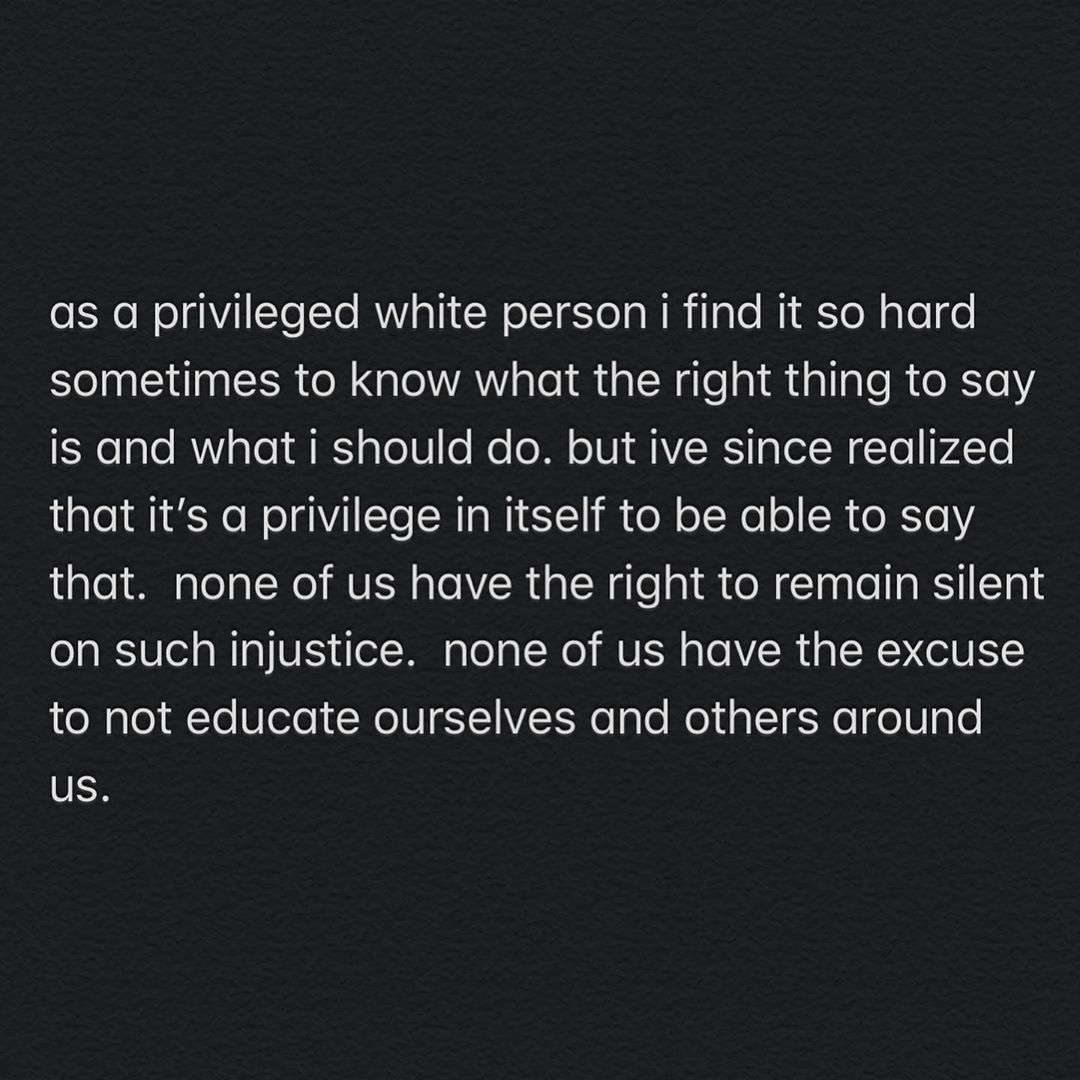 as a privileged white person i find it so hard
sometimes to know what the right thing to say
is and what i should do. but ive since realized
that it’s a privilege in itself to be able to say
that.  none of us have the right to remain silent
on such injustice.  none of us have the excuse
to not educate ourselves and others around
us.